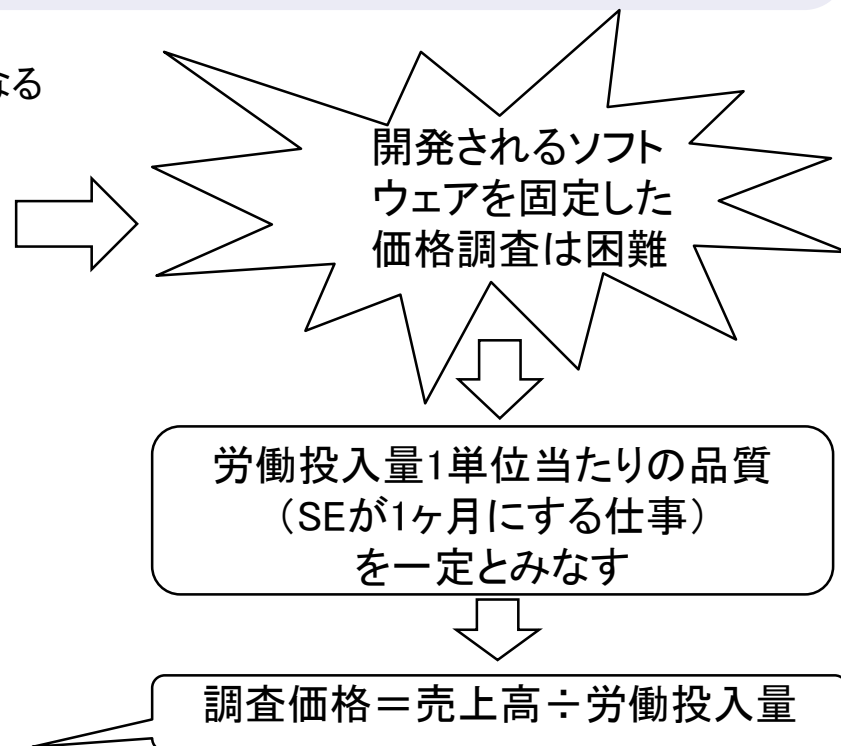 なる
開発されるソフト
ウェアを固定した
価格調査は困難
労働投入量1単位当たりの品質
（SEが1ヶ月にする仕事）
を一定とみなす
調査価格＝売上高÷労働投入量